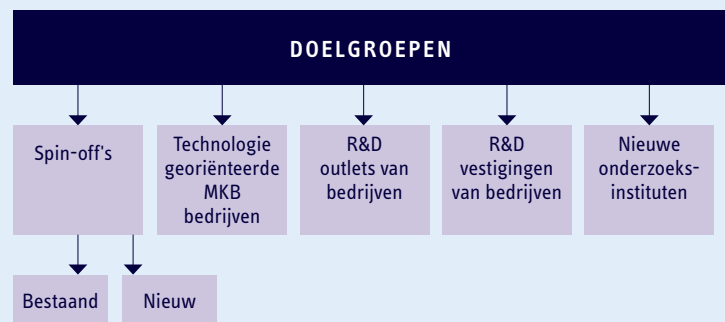 DOELGROEPEN
Spin-off's
Technologie
georiënteerde
MKB
bedrijven
R&D
outlets van
bedrijven
R&D
vestigingen
van bedrijven
Nieuwe
onderzoeks-
instituten
Bestaand
Nieuw